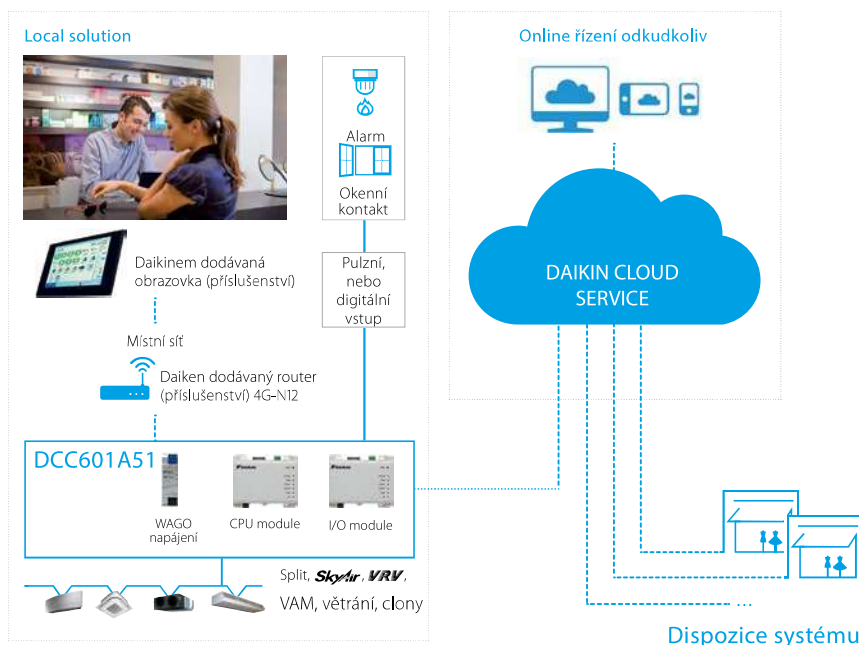 Local solution
Alarm
Okenní
kontakt
Daikinem dodávaná
obrazovka (příslušenství)
Pulzní,
nebo
digitální
vstup
Místní síť
Daiken dodávaný router
(příslušenství) 4G-N12
DCC601A51
WAGO
napájení
CPU module
I/O module
Split, SkyAir, VRV,
VAM, větrání, clony
Online řízení odkudkoliv
DAIKIN CLOUD
SERVICE
...
Dispozice systému